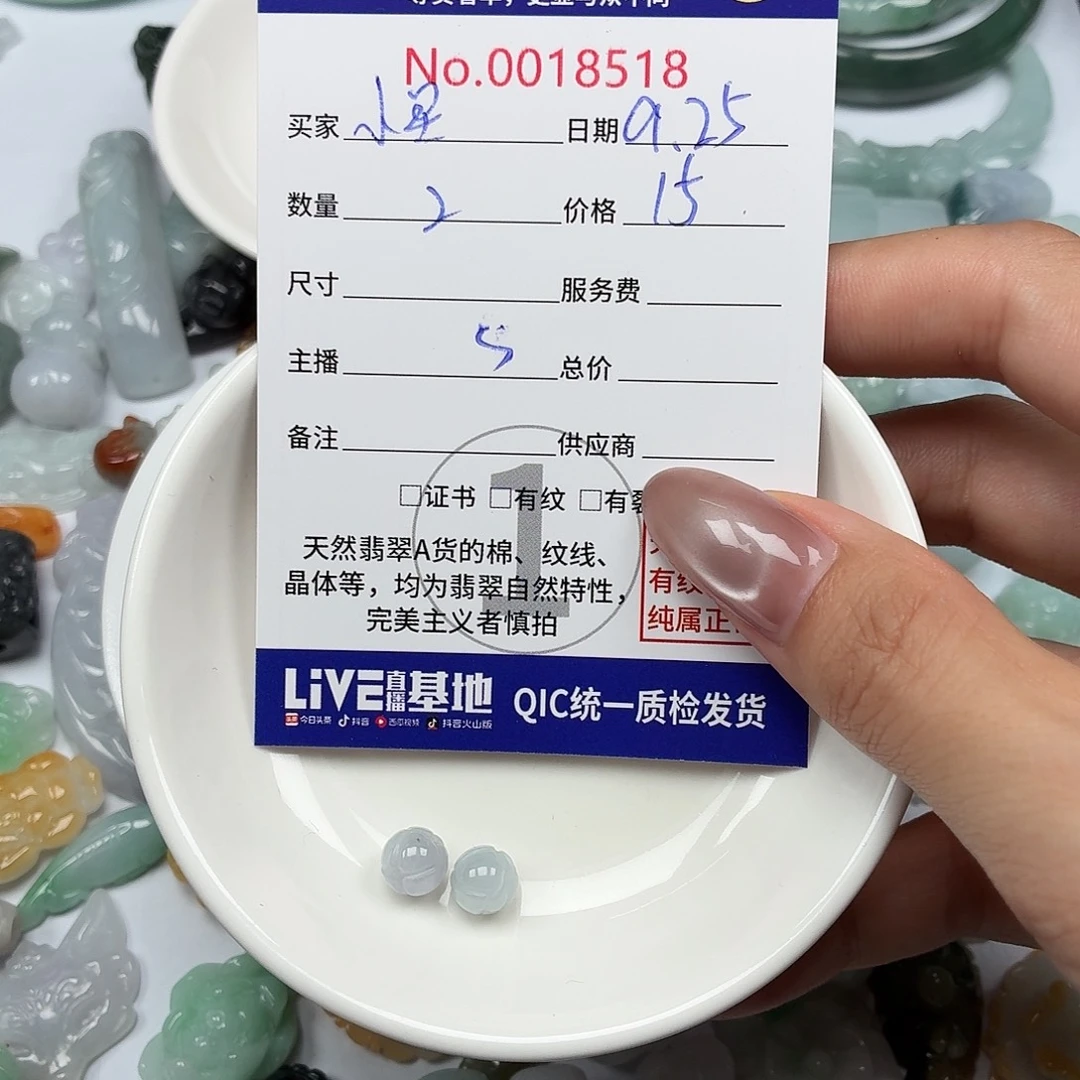 No.0018518
买家 小星 日期 9.25
数量 2 价格 15
尺寸 服务费
主播 5 总价
备注 供应商
□证书 □有纹 □有裂
1
天然翡翠A货的棉、纹线、
晶体等，均为翡翠自然特性，
完美主义者慎拍
有纹
纯属正
LiVE直播基地 QIC统一质检发货
今日头条 抖音 西瓜视频 抖音火山版